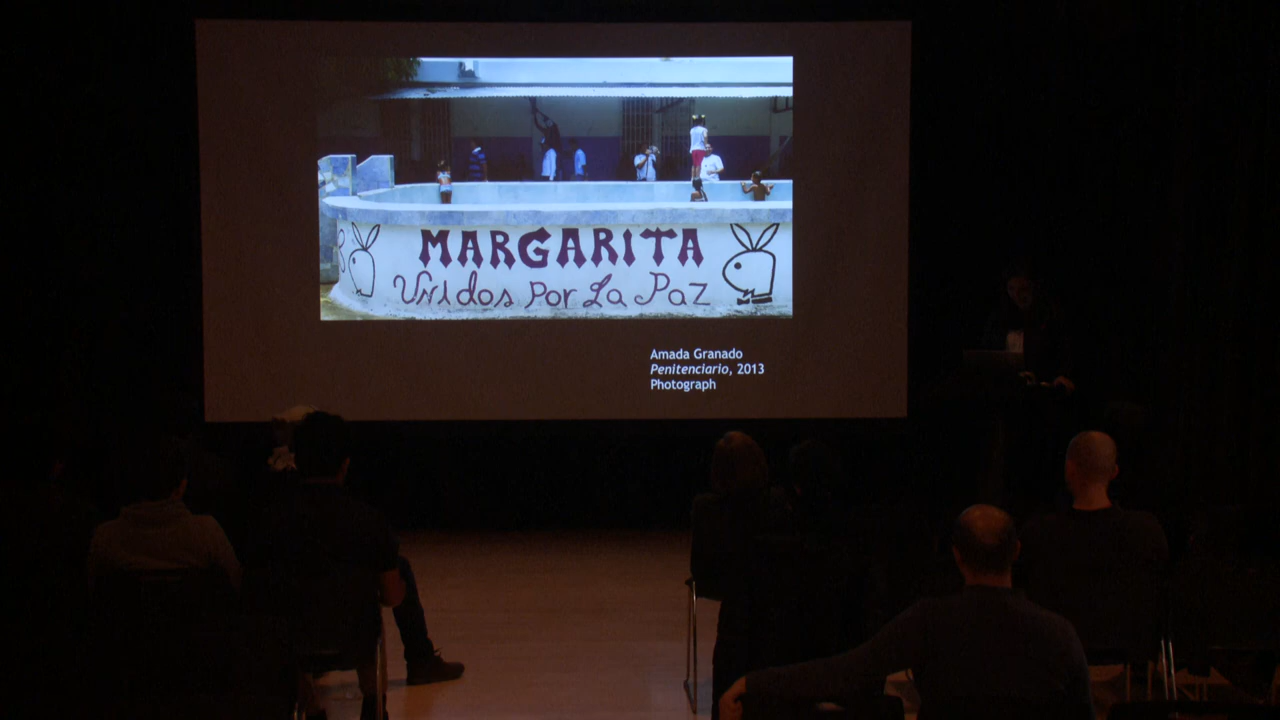 MARGARITA
Unidos Por La Paz
Amada Granado
Penitenciario, 2013
Photograph